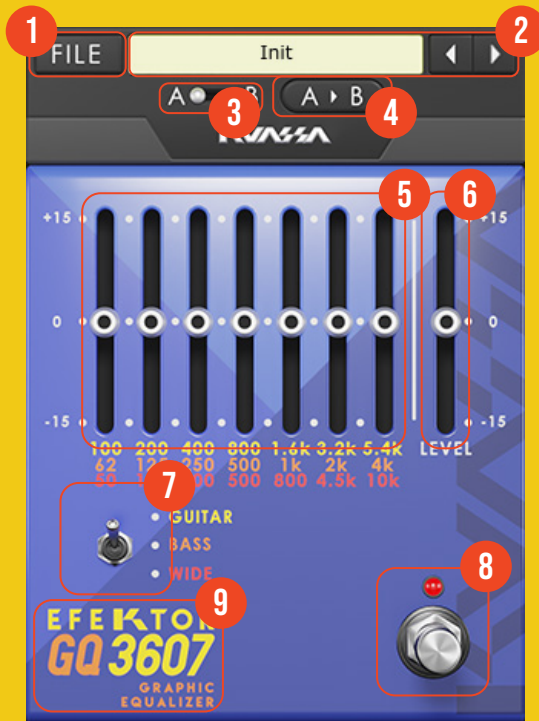 1 2
FILE Init
A B A B
3 4
KUASSA
5 6
+15 +15
0 0
-15 -15
100 200 400 800 1.6k 3.2k 5.4k LEVEL
62 250 500 1k 2k 4k
50 500 800 4.5k 10k
7
GUITAR
BASS
WIDE
8
9
EFEKTOR
GQ 3607
GRAPHIC
EQUALIZER